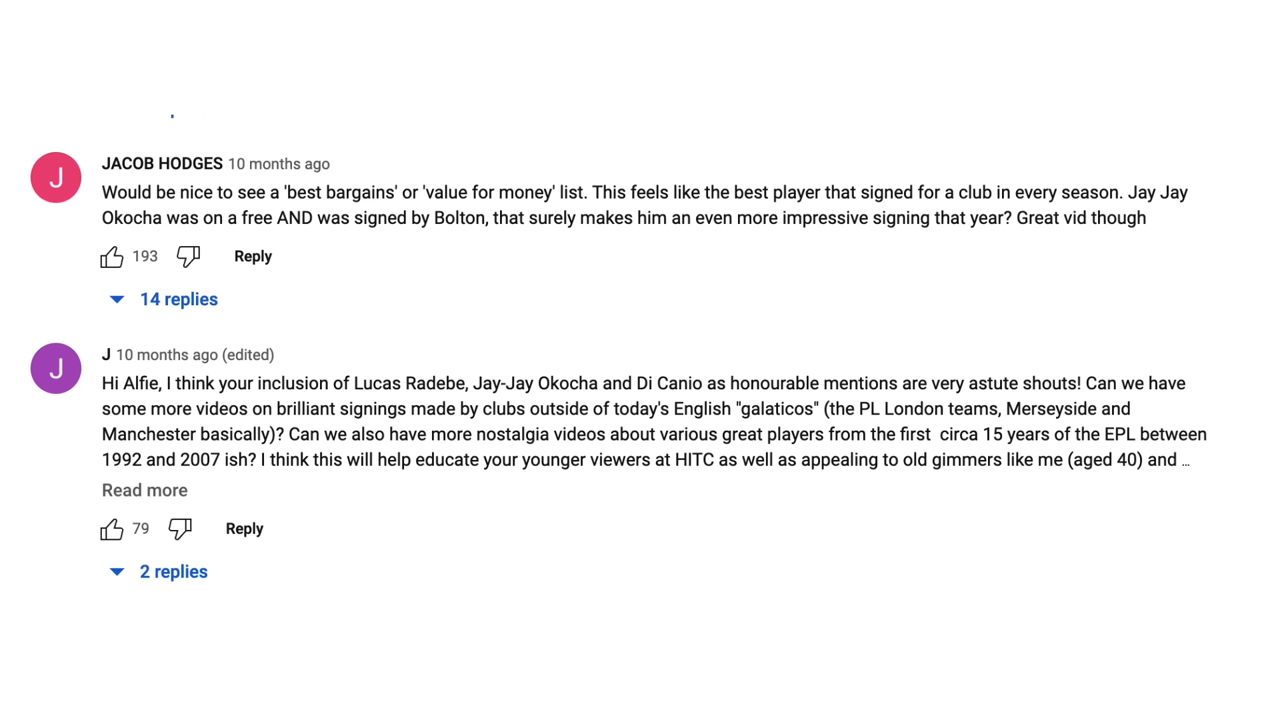 J
JACOB HODGES 10 months ago
Would be nice to see a 'best bargains' or 'value for money' list. This feels like the best player that signed for a club in every season. Jay Jay
Okocha was on a free AND was signed by Bolton, that surely makes him an even more impressive signing that year? Great vid though
193 Reply
14 replies
J
J 10 months ago (edited)
Hi Alfie, I think your inclusion of Lucas Radebe, Jay-Jay Okocha and Di Canio as honourable mentions are very astute shouts! Can we have
some more videos on brilliant signings made by clubs outside of today's English "galaticos" (the PL London teams, Merseyside and
Manchester basically)? Can we also have more nostalgia videos about various great players from the first  circa 15 years of the EPL between
1992 and 2007 ish? I think this will help educate your younger viewers at HITC as well as appealing to old gimmers like me (aged 40) and ...
Read more
79 Reply
2 replies